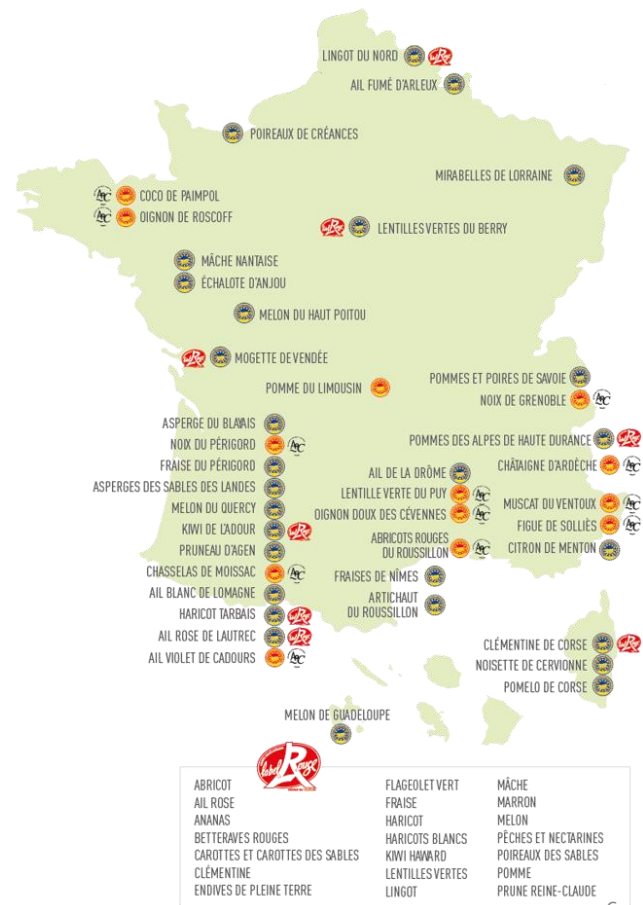 LINGOT DU NORD
AIL FUMÉ D'ARLEUX
POIREAUX DE CRÉANCES
MIRABELLES DE LORRAINE
COCO DE PAIMPOL
OIGNON DE ROSCOFF
LENTILLES VERTES DU BERRY
MÂCHE NANTAISE
ÉCHALOTE D'ANJOU
MELON DU HAUT POITOU
MOGETTE DE VENDÉE
POMME DU LIMOUSIN
POMMES ET POIRES DE SAVOIE
NOIX DE GRENOBLE
ASPERGE DU BLAYAIS
NOIX DU PÉRIGORD
FRAISE DU PÉRIGORD
ASPERGES DES SABLES DES LANDES
MELON DU QUERCY
KIWI DE L'ADOUR
PRUNEAU D'AGEN
CHASSELAS DE MOISSAC
AIL BLANC DE LOMAGNE
HARICOT TARBAIS
AIL ROSE DE LAUTREC
AIL VIOLET DE CADOURS
POMMES DES ALPES DE HAUTE DURANCE
CHÂTAIGNE D'ARDÈCHE
AIL DE LA DRÔME
LENTILLE VERTE DU PUY
OIGNON DOUX DES CÉVENNES
MUSCAT DU VENTOUX
FIGUE DE SOLLIÈS
ABRICOTS ROUGES
DU ROUSSILLON
CITRON DE MENTON
FRAISES DE NÎMES
ARTICHAUT
DU ROUSSILLON
CLÉMENTINE DE CORSE
NOISETTE DE CERVIONNE
POMELO DE CORSE
MELON DE GUADELOUPE
label Rouge
ABRICOT
AIL ROSE
ANANAS
BETTERAVES ROUGES
CAROTTES ET CAROTTES DES SABLES
CLÉMENTINE
ENDIVES DE PLEINE TERRE
FLAGEOLET VERT
FRAISE
HARICOT
HARICOTS BLANCS
KIWI HAWARD
LENTILLES VERTES
LINGOT
MÂCHE
MARRON
MELON
PÊCHES ET NECTARINES
POIREAUX DES SABLES
POMME
PRUNE REINE-CLAUDE